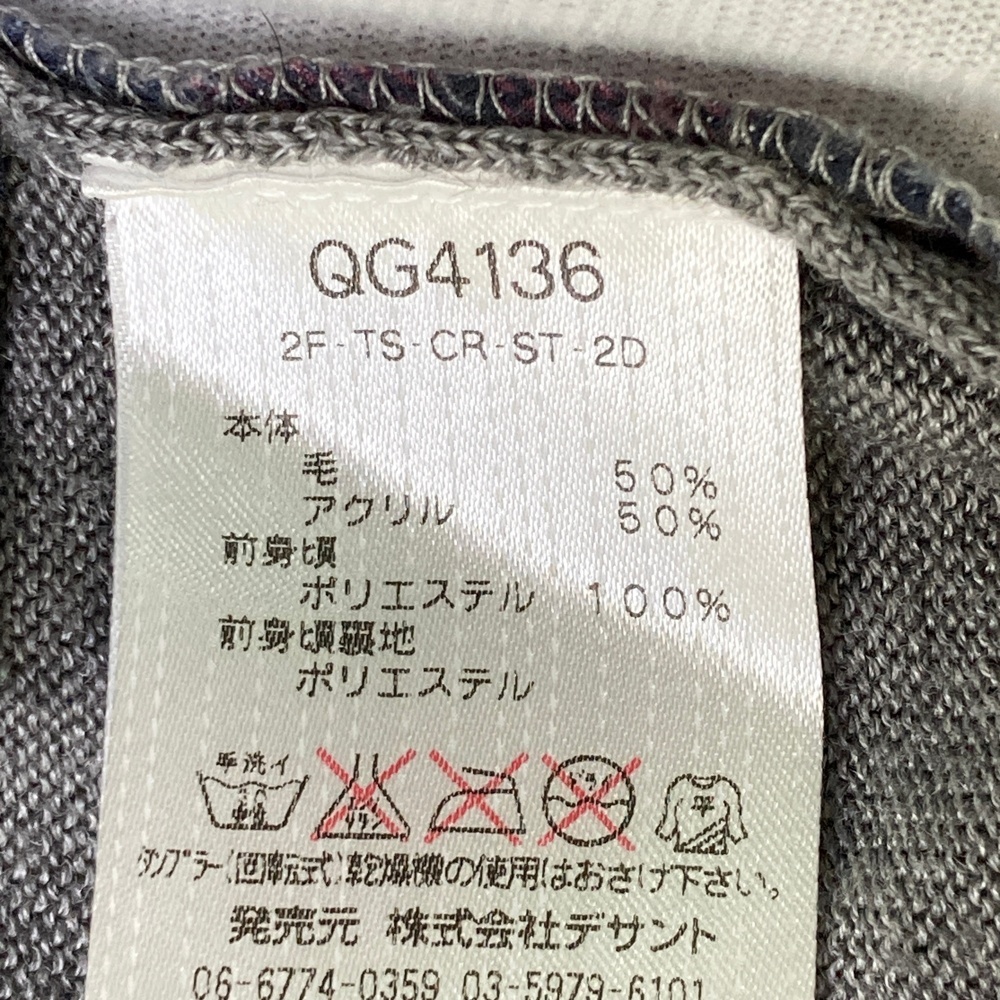 QG4136
2F-TS-CR-ST-2D
本体
毛 50%
アクリル 50%
前身頃
ポリエステル 100%
前身頃裏地
ポリエステル
手洗イ
平
タンブラー(回転式)乾燥機の使用はおさけ下さい。
発売元 株式会社デサント
06-6774-0359 03-5979-6101